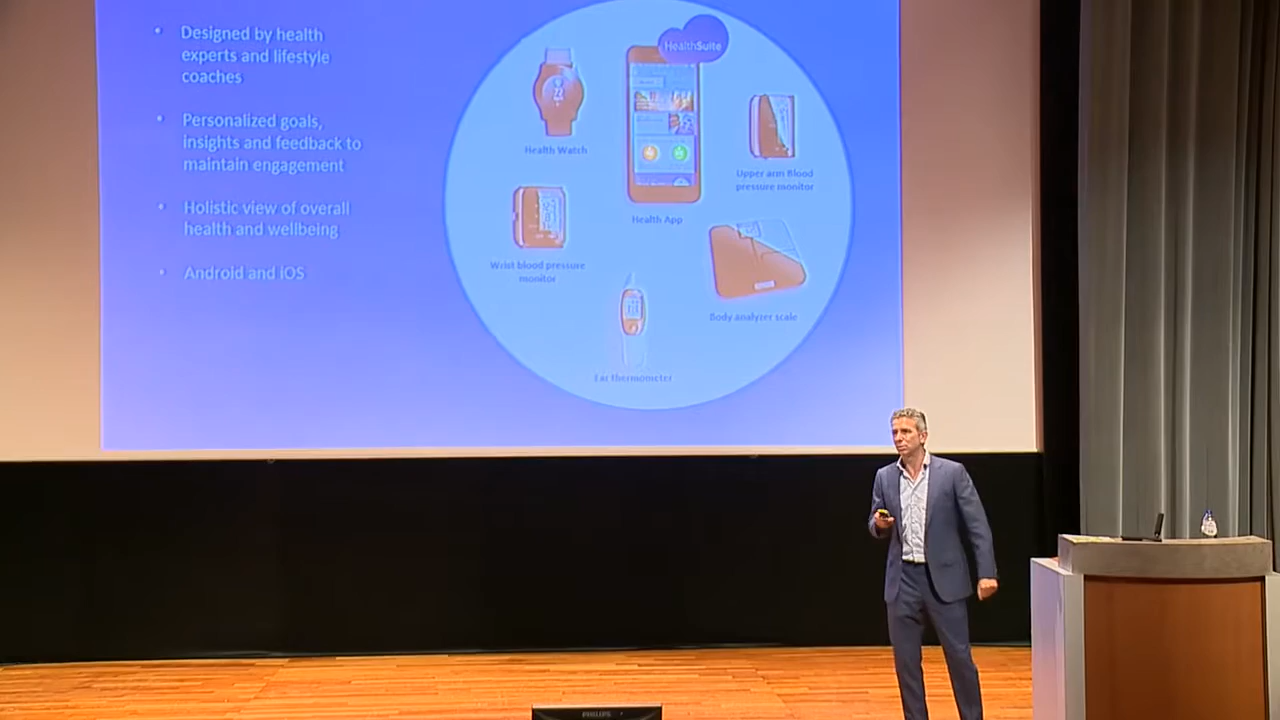 Designed by health
experts and lifestyle
coaches
Personalized goals,
insights and feedback to
maintain engagement
Holistic view of overall
health and wellbeing
Android and iOS
HealthSuite
Health Watch
Health App
Upper arm Blood
pressure monitor
Wrist blood pressure
monitor
Body analyzer scale
Ear thermometer
PHILIPS